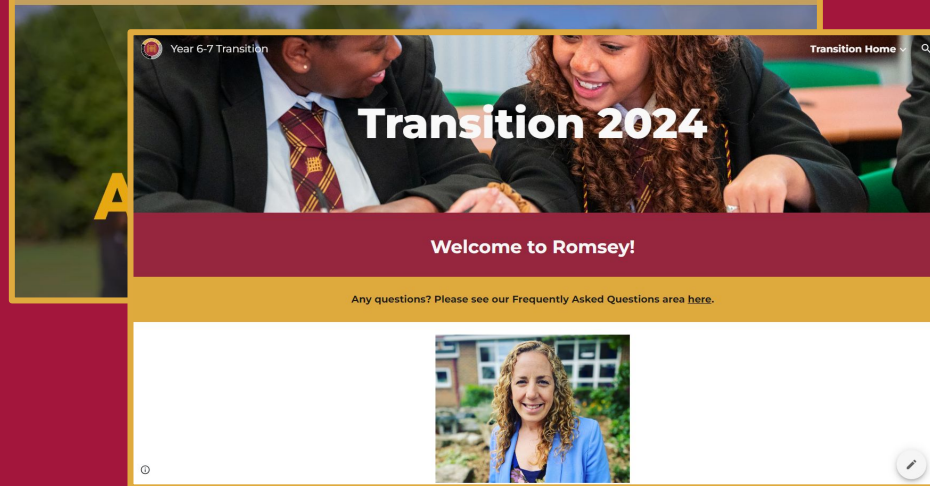 A
Year 6-7 Transition
Transition Home
Transition 2024
Welcome to Romsey!
Any questions? Please see our Frequently Asked Questions area here.